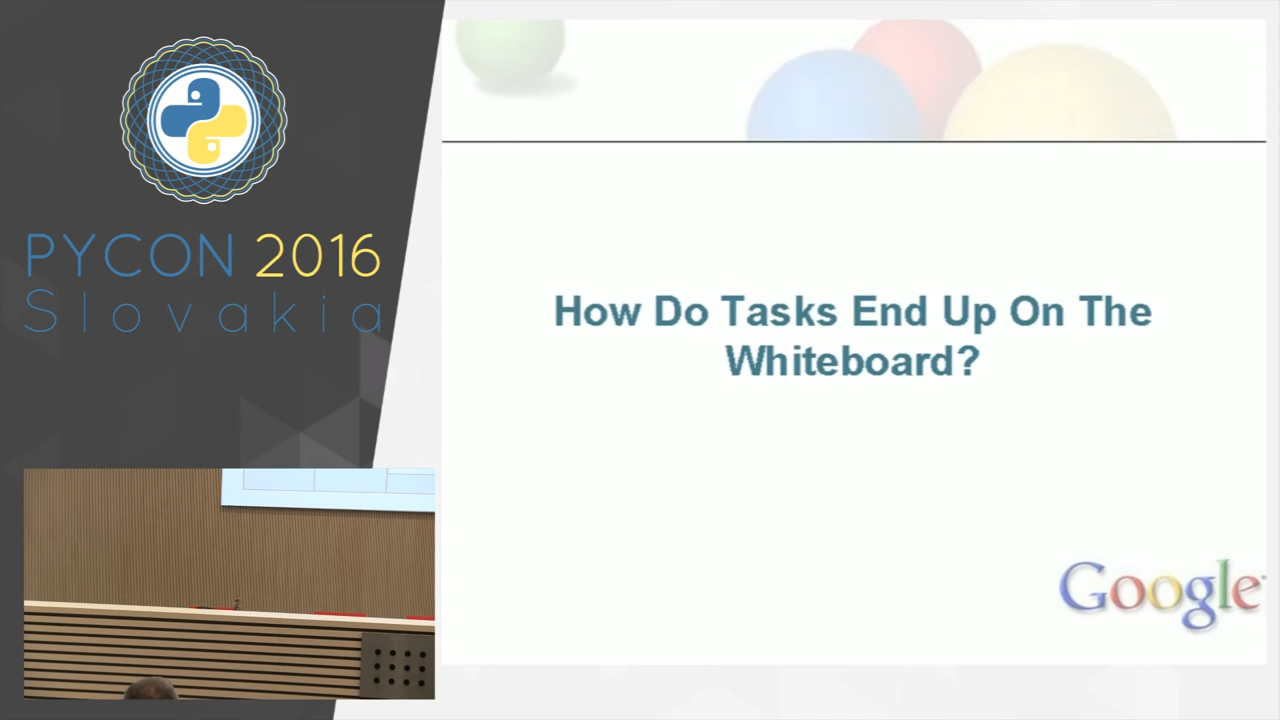 PYCON 2016
Slovakia
How Do Tasks End Up On The
Whiteboard?
Google